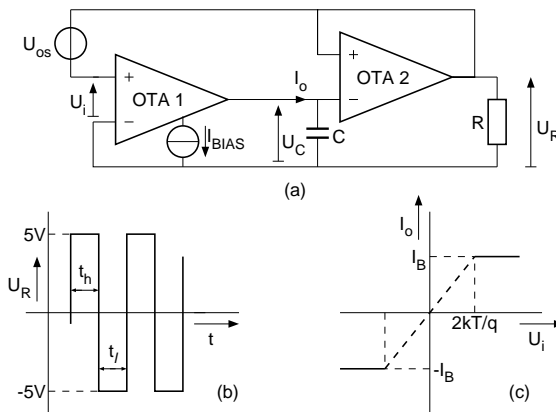 U_os
+
OTA 1
−
U_i
I_BIAS
I_o
U_C
C
+
OTA 2
−
R
U_R
(a)
5V
U_R
t_h
t_l
t
-5V
(b)
I_o
I_B
2kT/q
U_i
-I_B
(c)